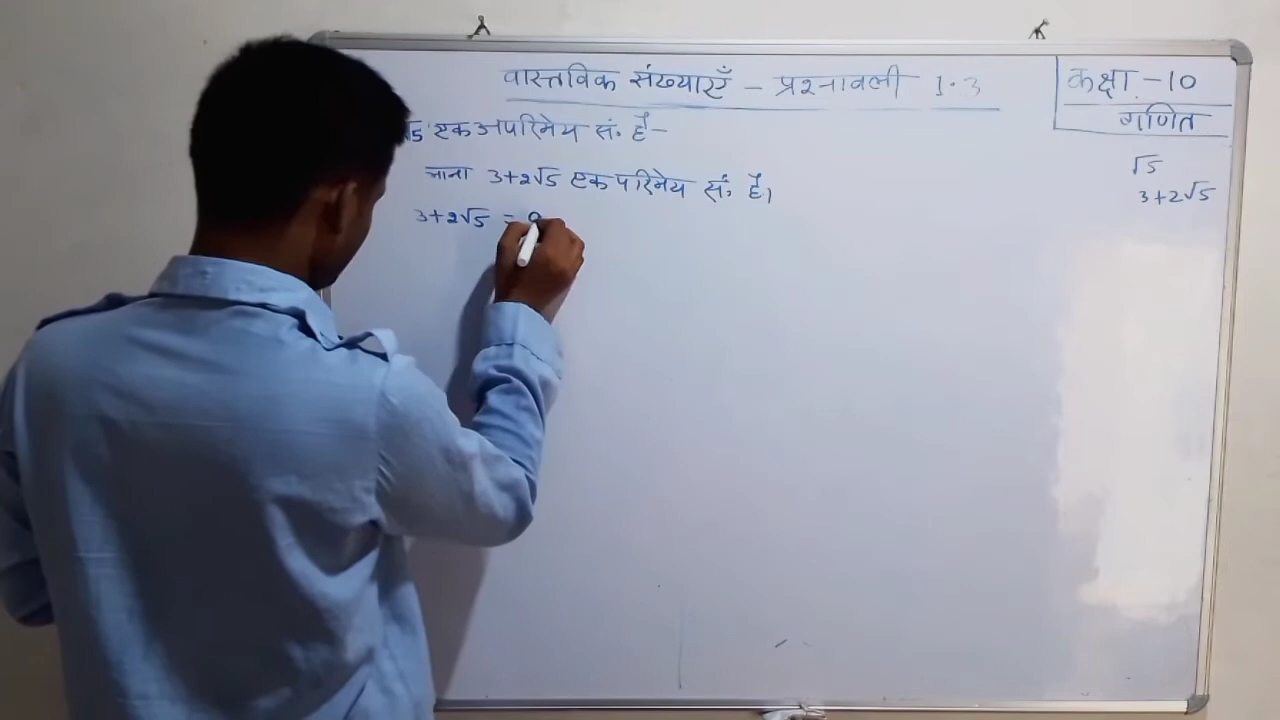 वास्तविक संख्याएँ - प्रश्नावली 1.3
कक्षा -10
गणित
√5 एक अपरिमेय सं. है-
माना 3+2√5 एक परिमेय सं. है।
3+2√5 =
√5
3+2√5